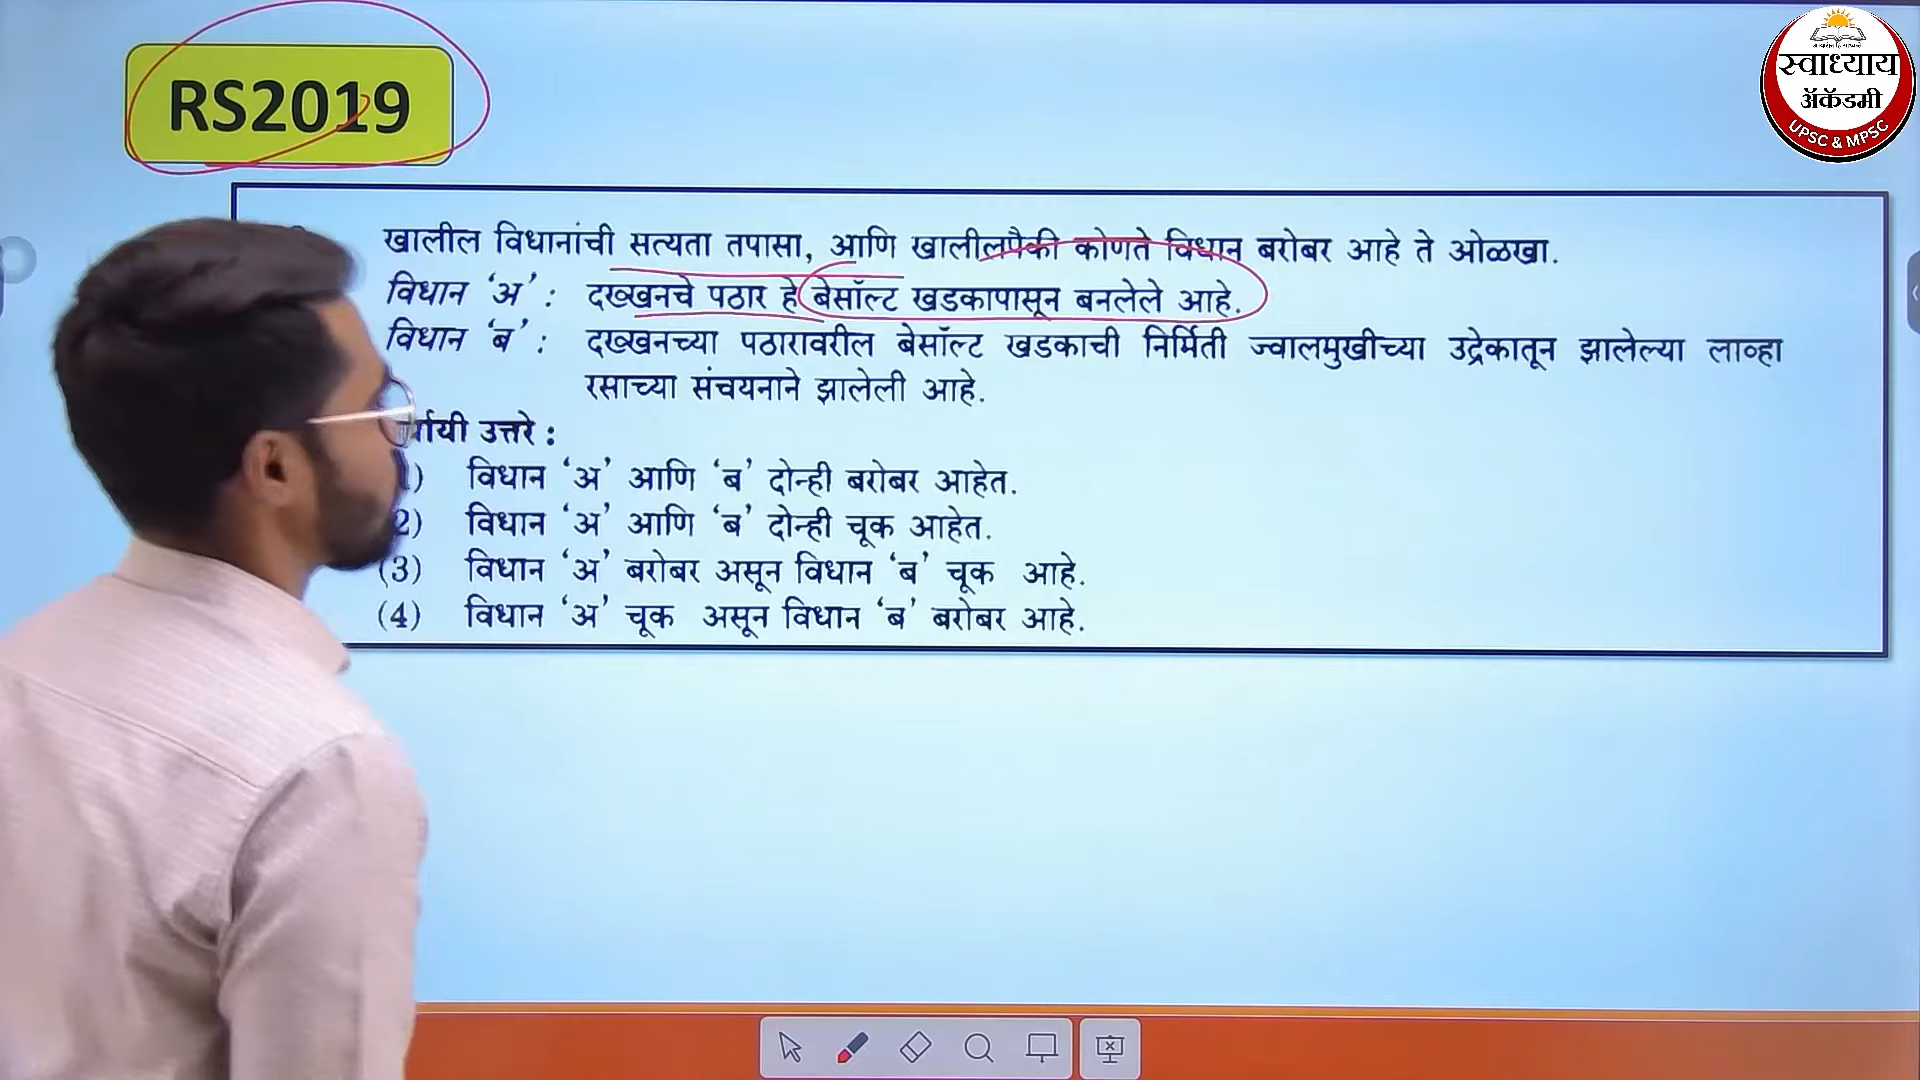 RS2019
स्वाध्याय
ॲकॅडमी
UPSC & MPSC
खालील विधानांची सत्यता तपासा, आणि खालीलपैकी कोणते विधान बरोबर आहे ते ओळखा.
विधान ‘अ’ : दख्खनचे पठार हे बेसॉल्ट खडकापासून बनलेले आहे.
विधान ‘ब’ : दख्खनच्या पठारावरील बेसॉल्ट खडकाची निर्मिती ज्वालमुखीच्या उद्रेकातून झालेल्या लाव्हा
रसाच्या संचयनाने झालेली आहे.
उत्तरे :
1) विधान ‘अ’ आणि ‘ब’ दोन्ही बरोबर आहेत.
2) विधान ‘अ’ आणि ‘ब’ दोन्ही चूक आहेत.
(3) विधान ‘अ’ बरोबर असून विधान ‘ब’ चूक आहे.
(4) विधान ‘अ’ चूक असून विधान ‘ब’ बरोबर आहे.